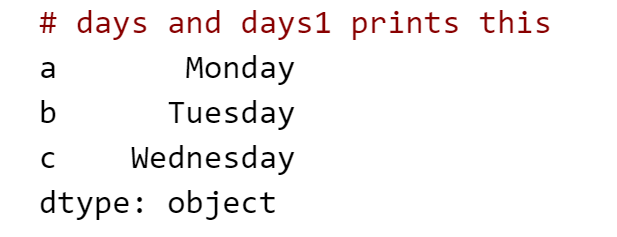 # days and days1 prints this
a       Monday
b      Tuesday
c    Wednesday
dtype: object